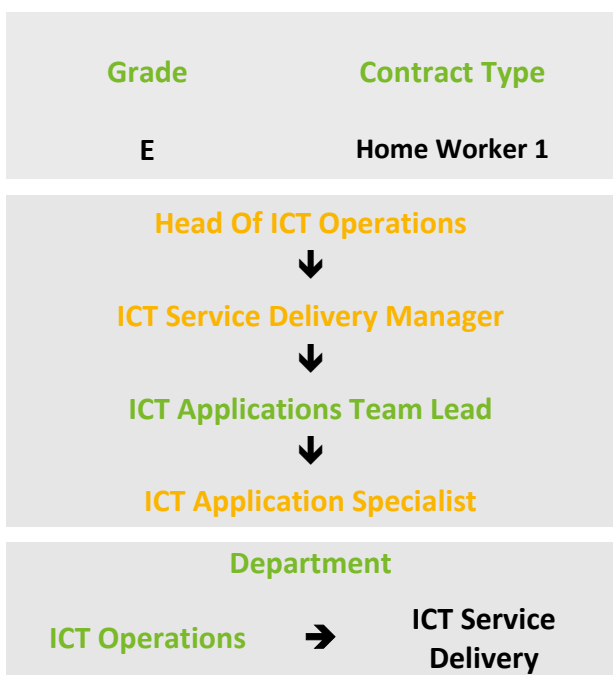 Grade Contract Type
E Home Worker 1
Head Of ICT Operations
↓
ICT Service Delivery Manager
↓
ICT Applications Team Lead
↓
ICT Application Specialist
Department
ICT Operations → ICT Service
Delivery